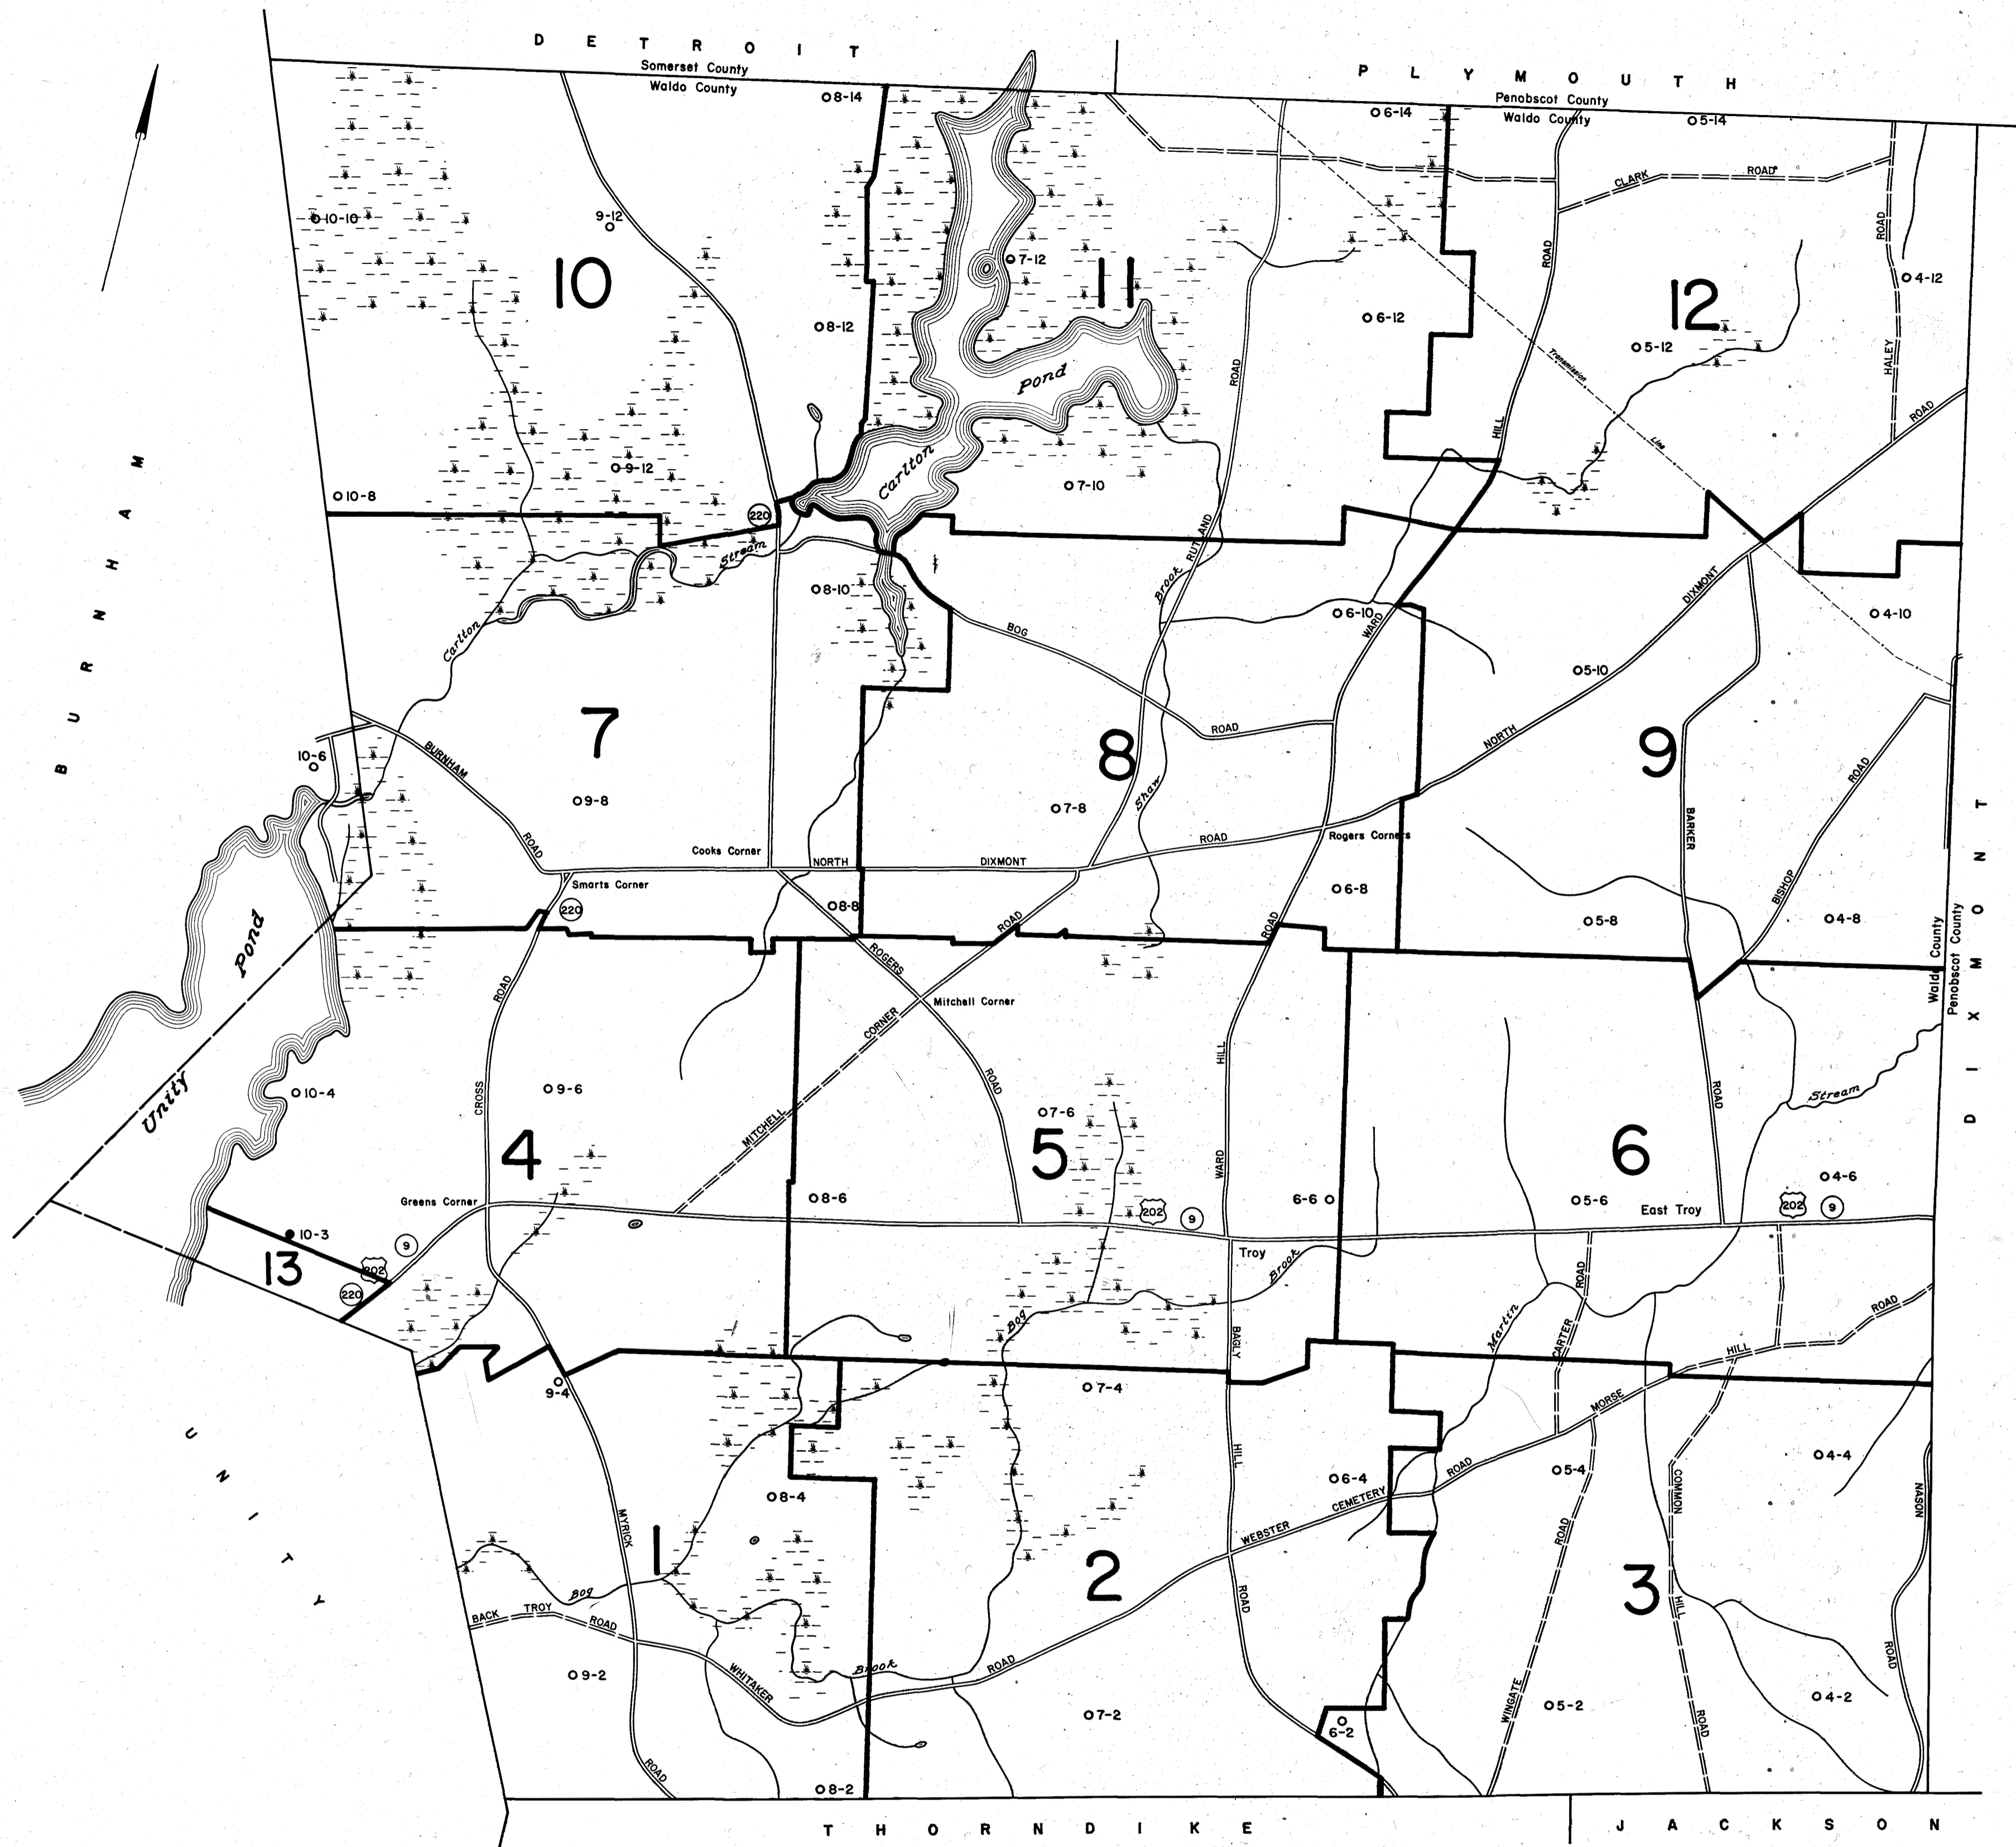 DETROIT
Somerset County
Waldo County
PLYMOUTH
Penobscot County
Waldo County
8-14
6-14
5-14
CLARK ROAD
10-10
9-12
10
7-12
11
ROAD
ROAD
4-12
12
8-12
6-12
5-12
HALEY
Transmission
Line
Pond
ROAD
ROAD
HILL
9-12
Carlton
10-8
7-10
220
Stream
RUTLAND
BURNHAM
8-10
Brook
6-10
DIXMONT
4-10
Carlton
BOG
WARD
5-10
7
8
ROAD
NORTH
9
10-6
BURNHAM
ROAD
9-8
7-8
Shaw
BARKER
ROAD
Cooks Corner
NORTH
DIXMONT
ROAD
Rogers Corners
Smarts Corner
8-8
6-8
BISHOP
220
ROAD
ROAD
5-8
4-8
Pond
ROGERS
Waldo County
Penobscot County
DIXMONT
ROAD
Mitchell Corner
CORNER
HILL
Unity
10-4
CROSS
9-6
ROAD
ROAD
Stream
MITCHELL
7-6
4
5
WARD
6
Greens Corner
8-6
6-6
5-6
4-6
202
9
East Troy
202
9
10-3
9
Troy
Brook
13
202
220
ROAD
ROAD
Bog
BAGLY
Martin
CARTER
HILL
9-4
7-4
MORSE
UNITY
HILL
6-4
ROAD
5-4
4-4
8-4
CEMETERY
COMMON
NASON
MYRICK
WEBSTER
ROAD
1
2
3
Bog
BACK TROY ROAD
ROAD
HILL
9-2
WHITAKER
Brook
ROAD
ROAD
7-2
WINGATE
5-2
4-2
6-2
ROAD
ROAD
8-2
THORNDIKE
JACKSON